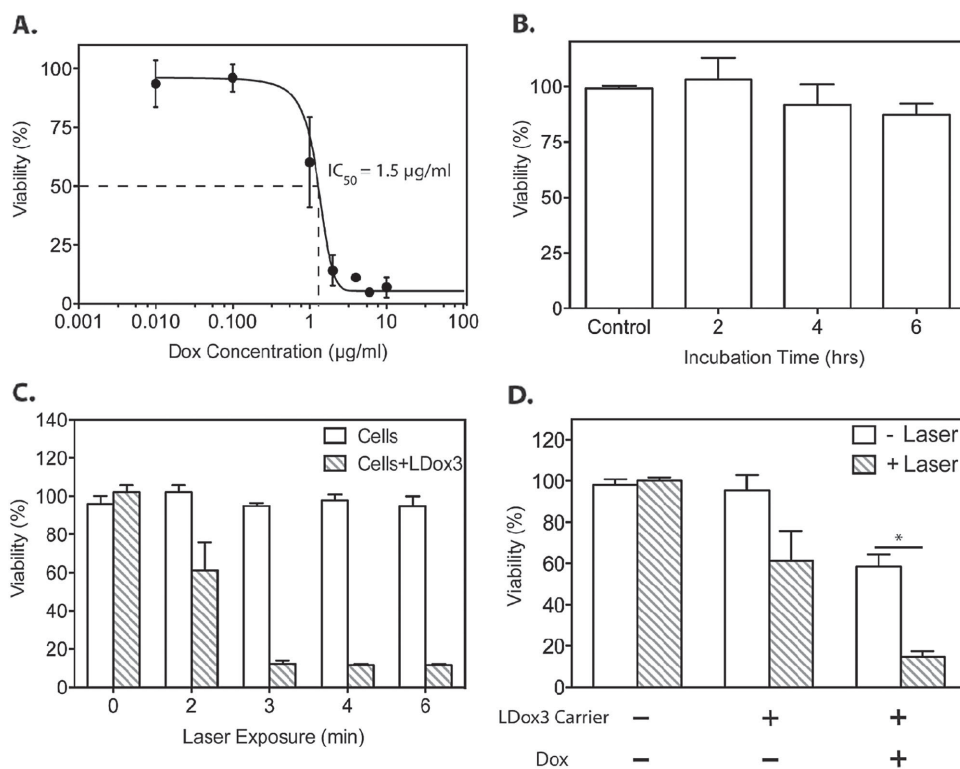 A.
Viability (%)
100
75
50
25
0
IC50 = 1.5 µg/ml
0.001 0.010 0.100 1 10 100
Dox Concentration (µg/ml)
B.
Viability (%)
100
75
50
25
0
Control 2 4 6
Incubation Time (hrs)
C.
Viability (%)
140
120
100
80
60
40
20
0
Cells
Cells+LDox3
0 2 3 4 6
Laser Exposure (min)
D.
Viability (%)
120
100
80
60
40
20
0
- Laser
+ Laser
*
LDox3 Carrier − + +
Dox − − +